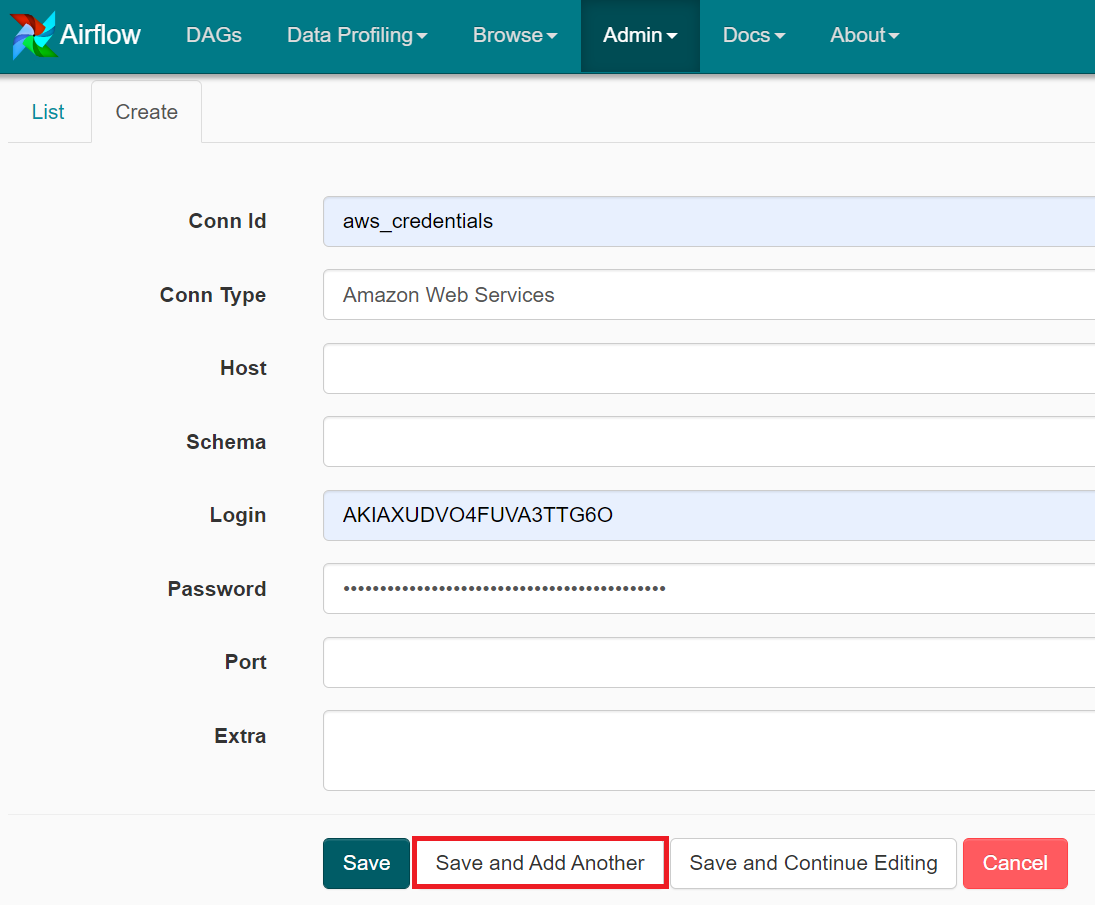 Airflow DAGs Data Profiling Browse Admin Docs About
List Create
Conn Id aws_credentials
Conn Type Amazon Web Services
Host
Schema
Login AKIAXUDVO4FUVA3TTG6O
Password ••••••••••••••••••••••••••••••••••••••••••••
Port
Extra
Save Save and Add Another Save and Continue Editing Cancel